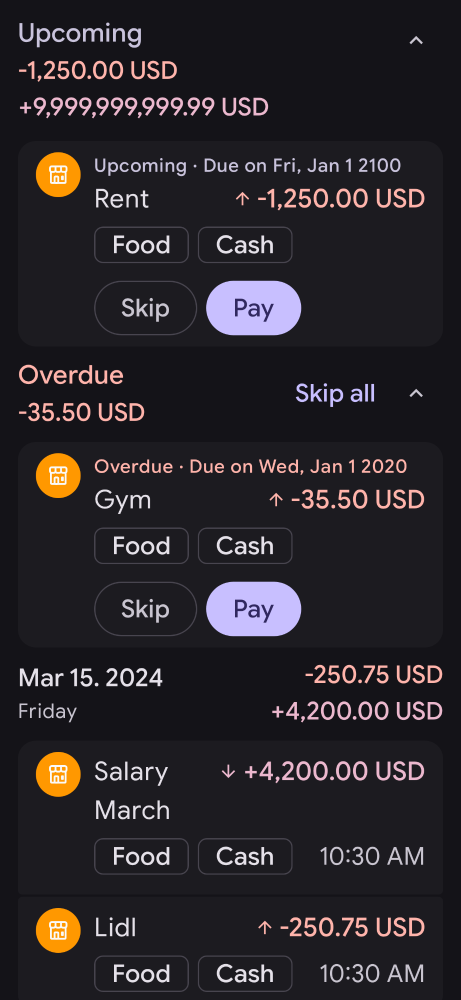 Upcoming
-1,250.00 USD
+9,999,999,999.99 USD
Upcoming · Due on Fri, Jan 1 2100
Rent ↑ -1,250.00 USD
Food Cash
Skip Pay
Overdue
-35.50 USD
Skip all
Overdue · Due on Wed, Jan 1 2020
Gym ↑ -35.50 USD
Food Cash
Skip Pay
Mar 15. 2024 -250.75 USD
Friday +4,200.00 USD
Salary ↓ +4,200.00 USD
March
Food Cash 10:30 AM
Lidl ↑ -250.75 USD
Food Cash 10:30 AM